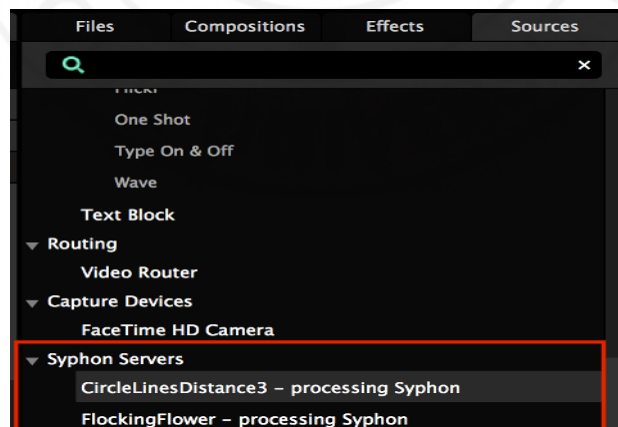 Files Compositions Effects Sources
One Shot
Type On & Off
Wave
Text Block
Routing
Video Router
Capture Devices
FaceTime HD Camera
Syphon Servers
CircleLinesDistance3 – processing Syphon
FlockingFlower – processing Syphon